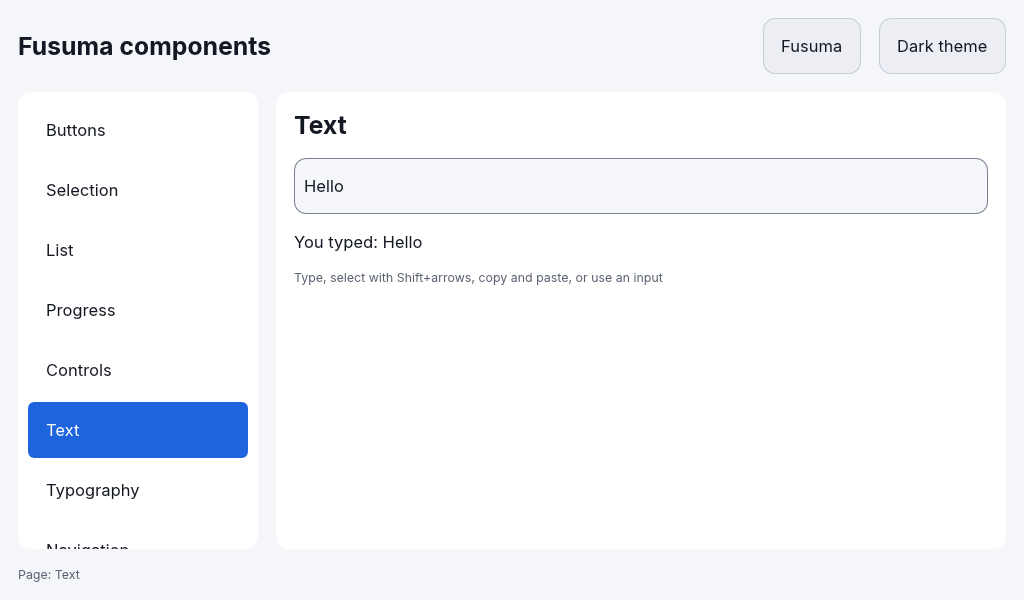 Fusuma components
Fusuma
Dark theme
Buttons
Selection
List
Progress
Controls
Text
Typography
Navigation
Text
Hello
You typed: Hello
Type, select with Shift+arrows, copy and paste, or use an input
Page: Text